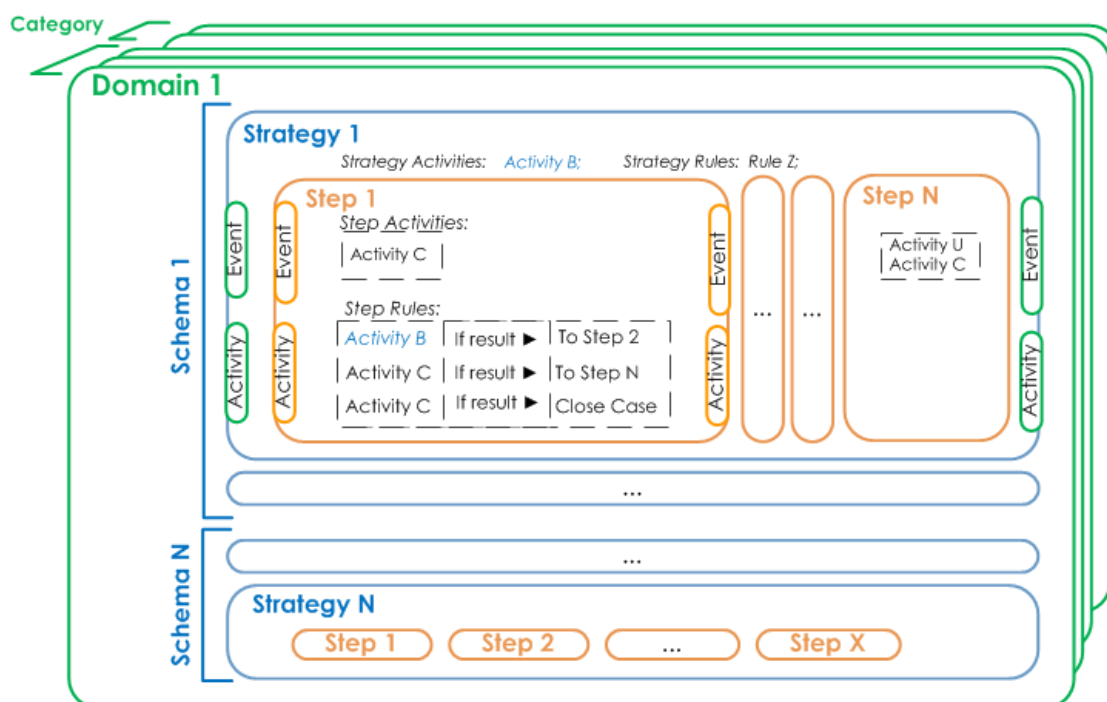 Category
Domain 1
Schema 1
Strategy 1
Strategy Activities: Activity B; Strategy Rules: Rule Z;
Event
Activity
Step 1
Event
Activity
Step Activities:
Activity C
Step Rules:
Activity B If result ► To Step 2
Activity C If result ► To Step N
Activity C If result ► Close Case
Event
Activity
...
...
Step N
Activity U
Activity C
Event
Activity
...
Schema N
...
Strategy N
Step 1 Step 2 ... Step X